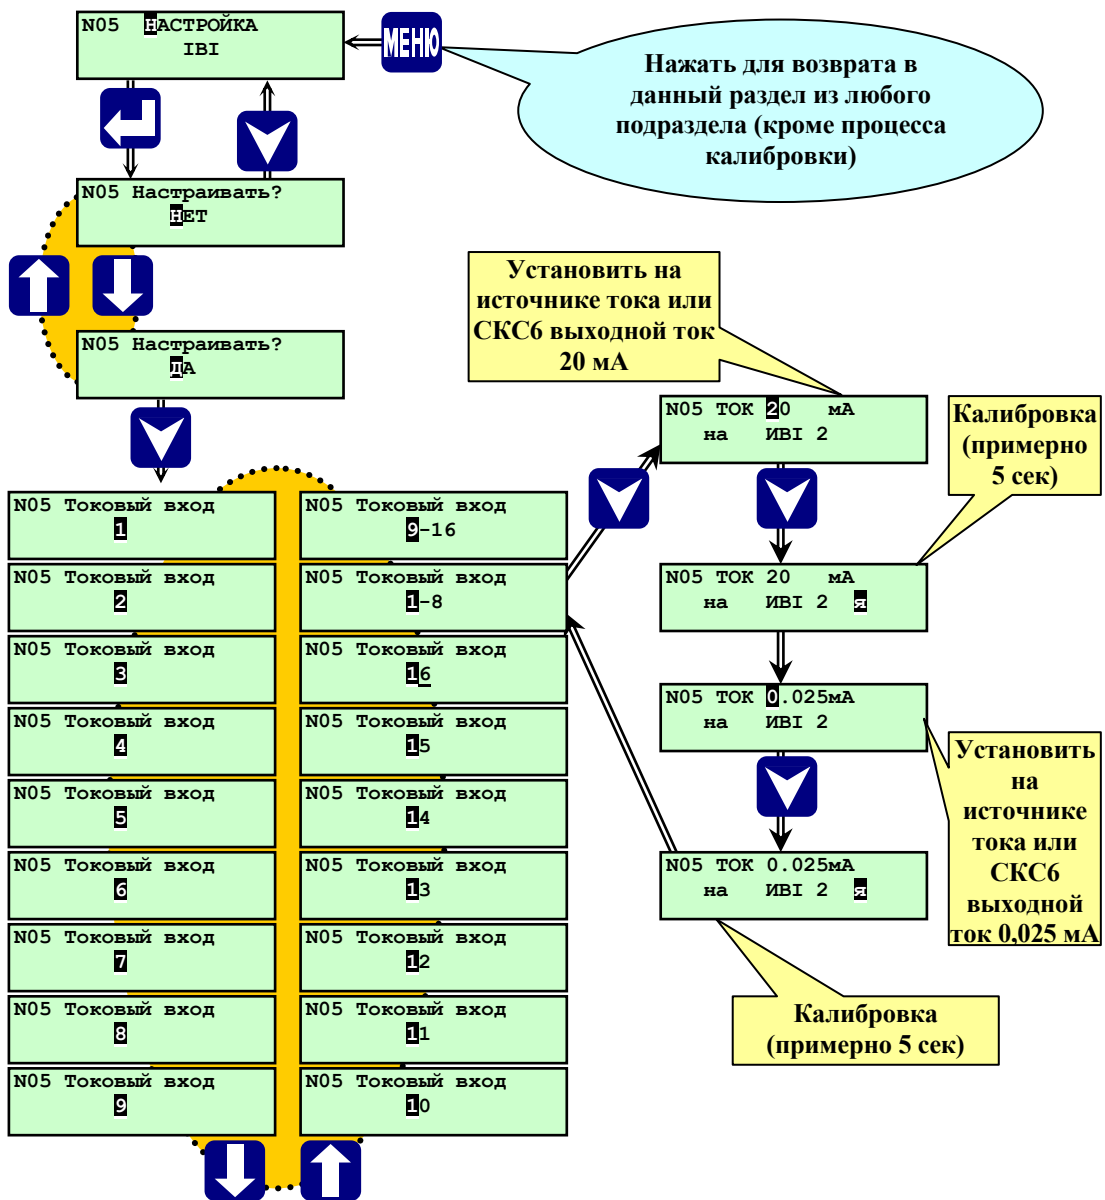 N05 НАСТРОЙКА
IBI
МЕНЮ
Нажать для возврата в
данный раздел из любого
подраздела (кроме процесса
калибровки)
N05 Настраивать?
НЕТ
N05 Настраивать?
ДА
Установить на
источнике тока или
СКС6 выходной ток
20 мА
N05 Токовый вход
1
N05 Токовый вход
2
N05 Токовый вход
3
N05 Токовый вход
4
N05 Токовый вход
5
N05 Токовый вход
6
N05 Токовый вход
7
N05 Токовый вход
8
N05 Токовый вход
9
N05 Токовый вход
9-16
N05 Токовый вход
1-8
N05 Токовый вход
16
N05 Токовый вход
15
N05 Токовый вход
14
N05 Токовый вход
13
N05 Токовый вход
12
N05 Токовый вход
11
N05 Токовый вход
10
N05 ТОК 20 мА
на ИВI 2
Калибровка
(примерно
5 сек)
N05 ТОК 20 мА
на ИВI 2 я
N05 ТОК 0.025мА
на ИВI 2
Установить
на
источнике
тока или
СКС6
выходной
ток 0,025 мА
N05 ТОК 0.025мА
на ИВI 2 я
Калибровка
(примерно 5 сек)